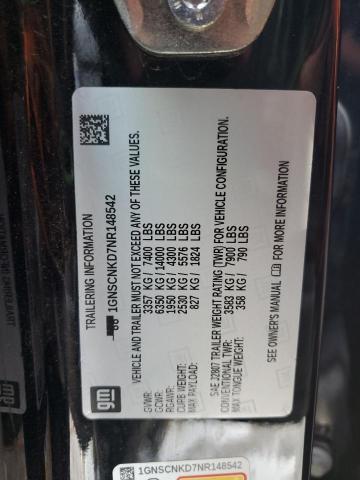 TRAILERING INFORMATION
1GNSCNKD7NR148542
VEHICLE AND TRAILER MUST NOT EXCEED ANY OF THESE VALUES.
GVWR: 3357 KG/ 7400 LBS
GCWR: 6350 KG/14000 LBS
RGAWR: 1950 KG/ 4300 LBS
CURB WEIGHT: 2530 KG/ 5576 LBS
MAX PAYLOAD: 827 KG/ 1824 LBS
SAE J2807 TRAILER WEIGHT RATING (TWR) FOR VEHICLE CONFIGURATION.
CONVENTIONAL TWR: 3583 KG/ 7900 LBS
MAX TONGUE WEIGHT: 358 KG/ 790 LBS
SEE OWNER'S MANUAL FOR MORE INFORMATION
gm
1GNSCNKD7NR148542